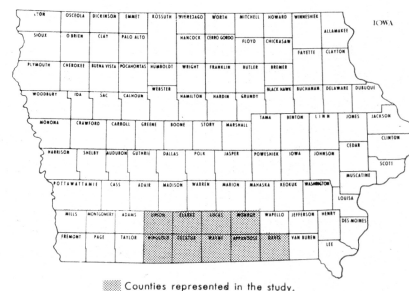 LYON OSCEOLA DICKINSON EMMET KOSSUTH WINNEBAGO WORTH MITCHELL HOWARD WINNESHIEK
ALLAMAKEE
IOWA
SIOUX O'BRIEN CLAY PALO ALTO HANCOCK CERRO GORDO FLOYD CHICKASAW
FAYETTE CLAYTON
PLYMOUTH CHEROKEE BUENA VISTA POCAHONTAS HUMBOLDT WRIGHT FRANKLIN BUTLER BREMER
WEBSTER
WOODBURY IDA SAC CALHOUN HAMILTON HARDIN GRUNDY BLACK HAWK BUCHANAN DELAWARE DUBUQUE
MONONA CRAWFORD CARROLL GREENE BOONE STORY MARSHALL TAMA BENTON LINN JONES JACKSON
CLINTON
CEDAR
HARRISON SHELBY AUDUBON GUTHRIE DALLAS POLK JASPER POWESHIEK IOWA JOHNSON
SCOTT
MUSCATINE
POTTAWATTAMIE CASS ADAIR MADISON WARREN MARION MAHASKA KEOKUK WASHINGTON
LOUISA
MILLS MONTGOMERY ADAMS UNION CLARKE LUCAS MONROE WAPELLO JEFFERSON HENRY
DES MOINES
FREMONT PAGE TAYLOR RINGGOLD DECATUR WAYNE APPANOOSE DAVIS VAN BUREN
LEE
Counties represented in the study.